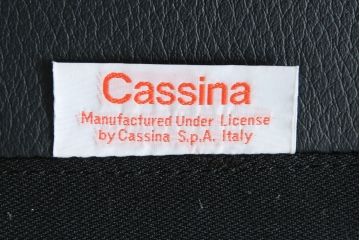 Cassina
Manufactured Under License
by Cassina S.p.A. Italy